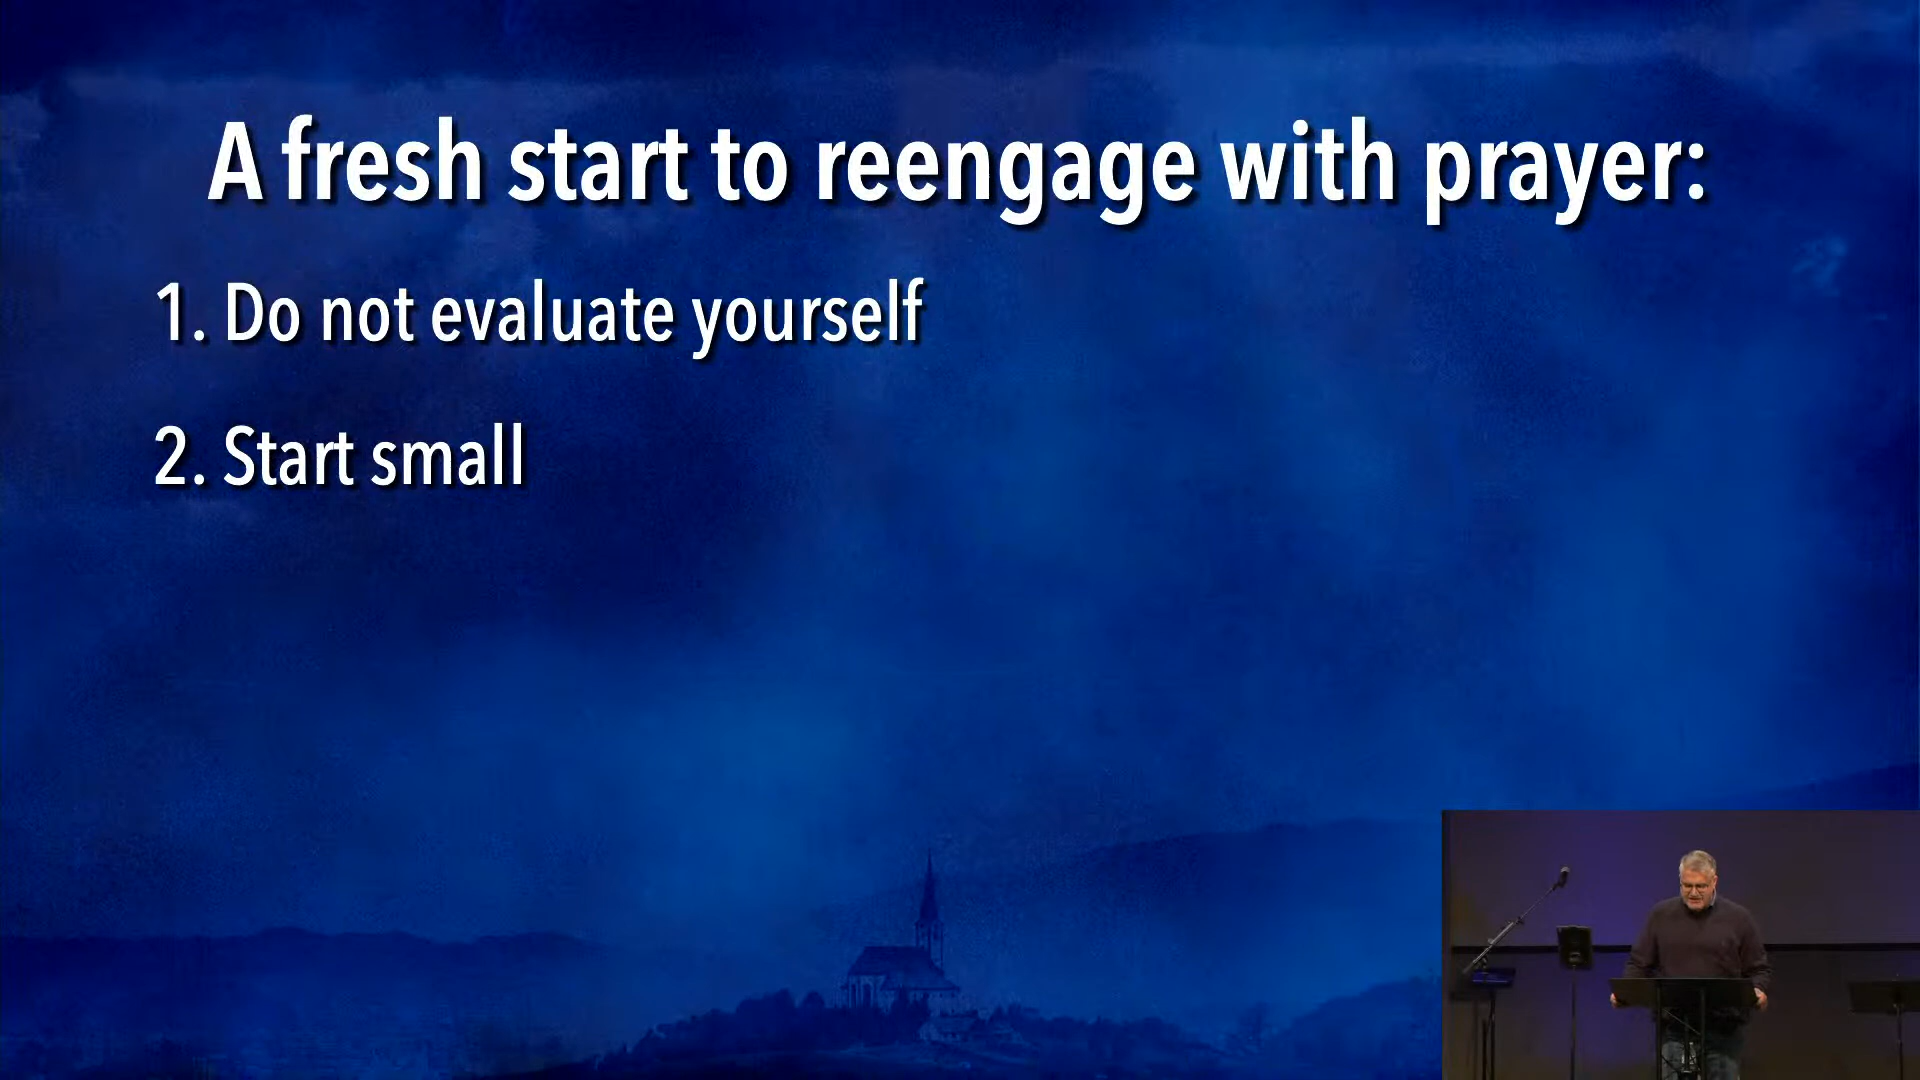 A fresh start to reengage with prayer:
1. Do not evaluate yourself
2. Start small